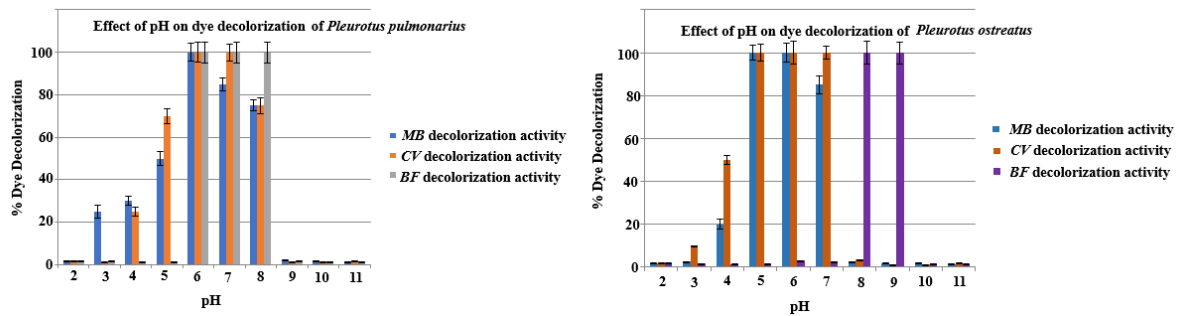 Effect of pH on dye decolorization of Pleurotus pulmonarius
100
80
60
40
20
0
% Dye Decolorization
2 3 4 5 6 7 8 9 10 11
pH
MB decolorization activity
CV decolorization activity
BF decolorization activity
Effect of pH on dye decolorization of Pleurotus ostreatus
100
80
60
40
20
0
% Dye Decolorization
2 3 4 5 6 7 8 9 10 11
pH
MB decolorization activity
CV decolorization activity
BF decolorization activity